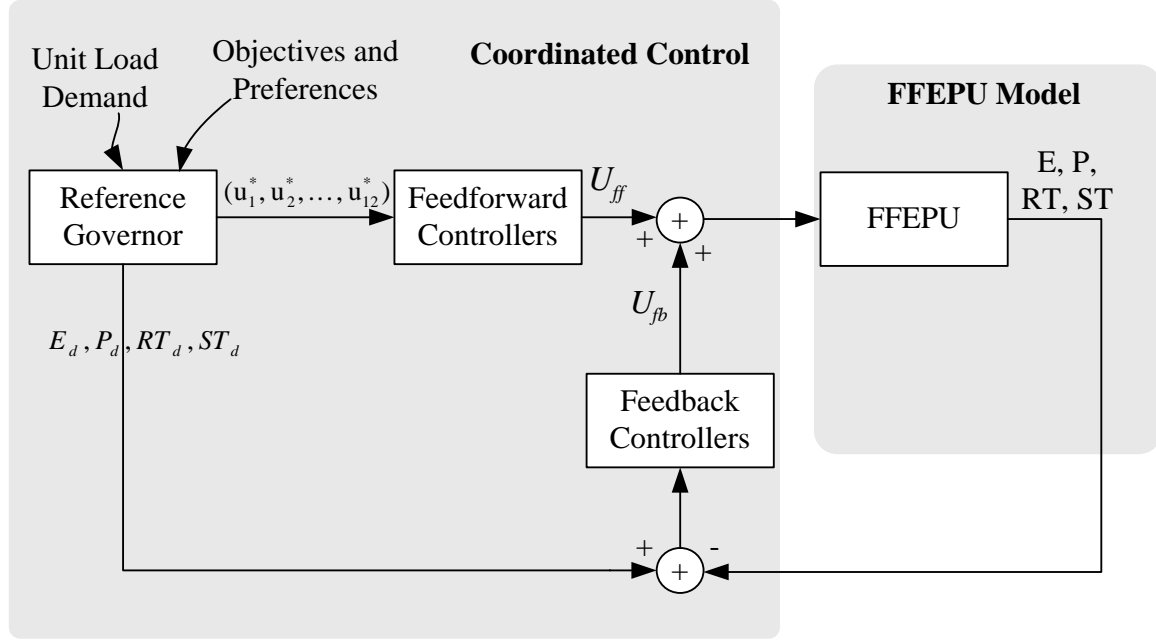 Coordinated Control
Unit Load
Demand
Objectives and
Preferences
FFEPU Model
Reference
Governor
(u₁*, u₂*, …, u₁₂*)
Feedforward
Controllers
U_ff
+
+
+
FFEPU
E, P,
RT, ST
U_fb
E_d, P_d, RT_d, ST_d
Feedback
Controllers
+
-
+